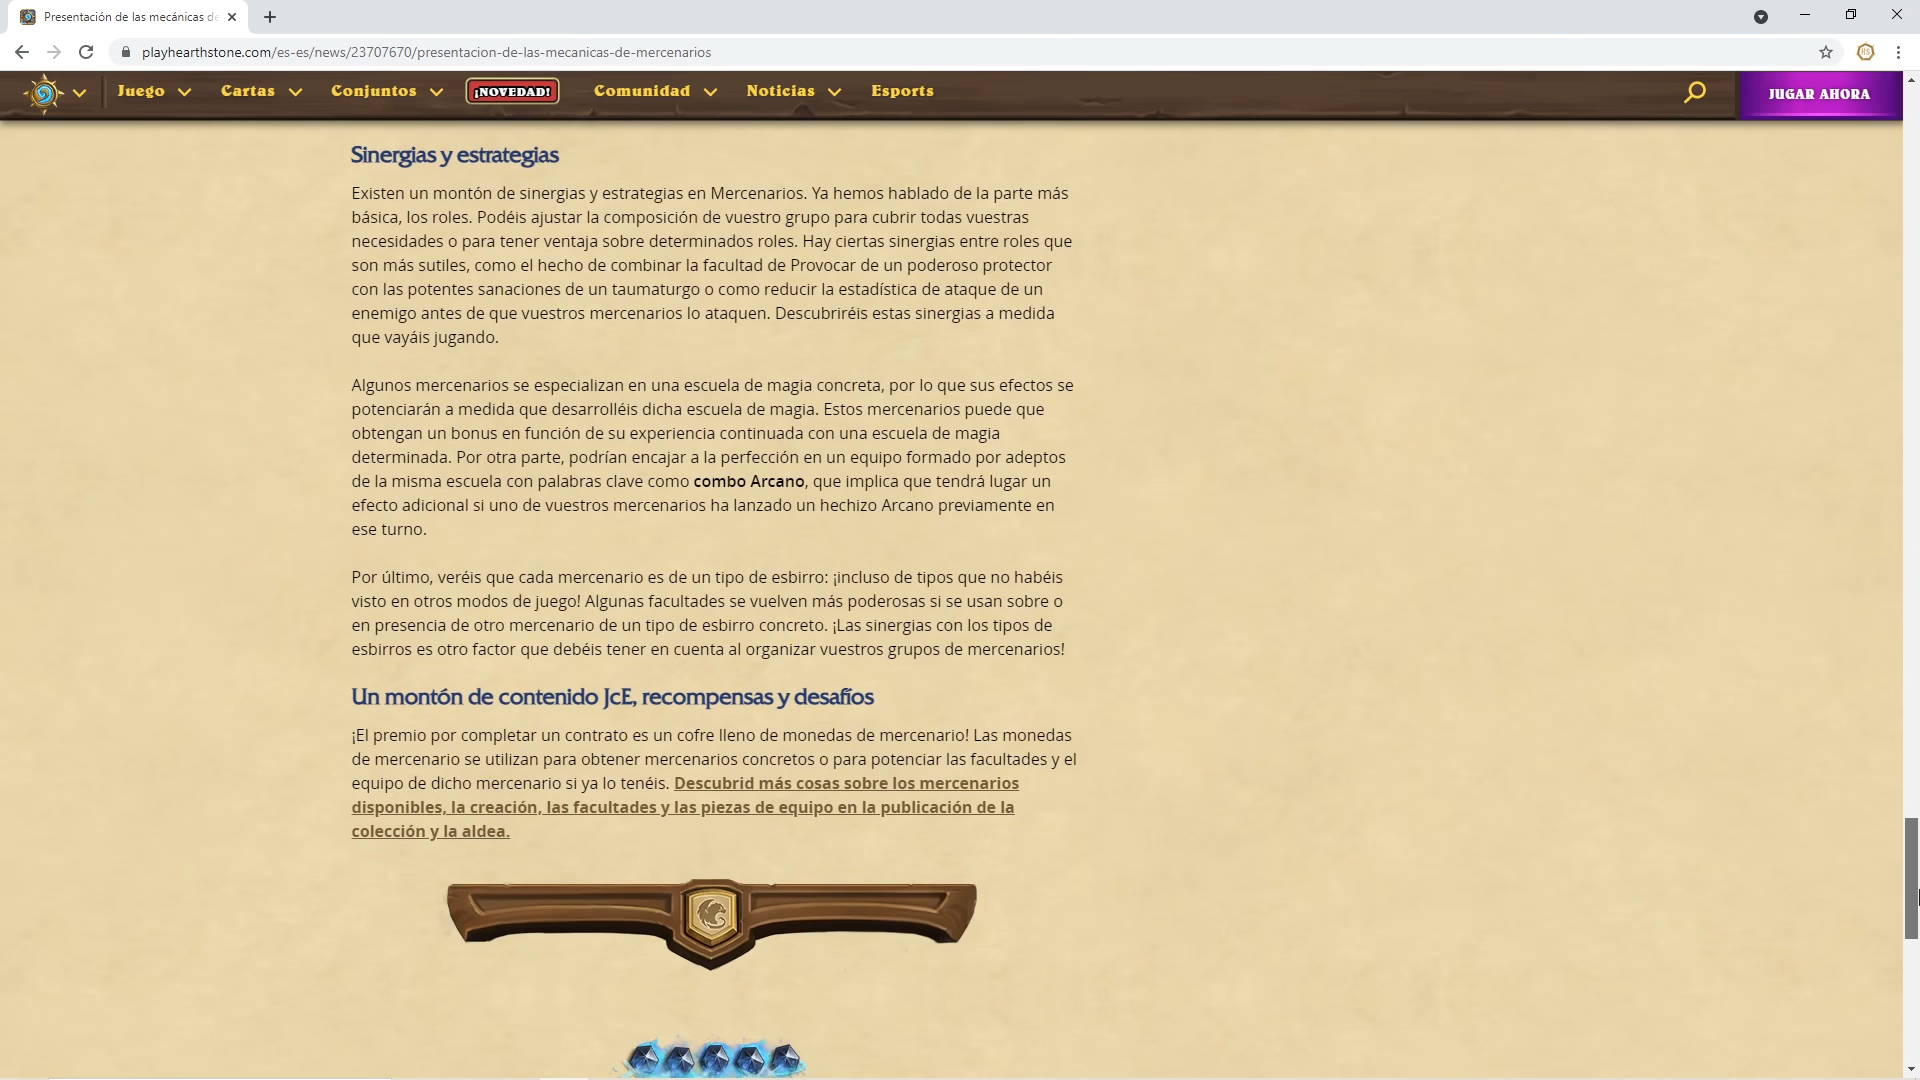 Presentación de las mecánicas de
playhearthstone.com/es-es/news/23707670/presentacion-de-las-mecanicas-de-mercenarios
Juego Cartas Conjuntos ¡NOVEDAD! Comunidad Noticias Esports JUGAR AHORA
Sinergias y estrategias
Existen un montón de sinergias y estrategias en Mercenarios. Ya hemos hablado de la parte más
básica, los roles. Podéis ajustar la composición de vuestro grupo para cubrir todas vuestras
necesidades o para tener ventaja sobre determinados roles. Hay ciertas sinergias entre roles que
son más sutiles, como el hecho de combinar la facultad de Provocar de un poderoso protector
con las potentes sanaciones de un taumaturgo o como reducir la estadística de ataque de un
enemigo antes de que vuestros mercenarios lo ataquen. Descubriréis estas sinergias a medida
que vayáis jugando.
Algunos mercenarios se especializan en una escuela de magia concreta, por lo que sus efectos se
potenciarán a medida que desarrolléis dicha escuela de magia. Estos mercenarios puede que
obtengan un bonus en función de su experiencia continuada con una escuela de magia
determinada. Por otra parte, podrían encajar a la perfección en un equipo formado por adeptos
de la misma escuela con palabras clave como combo Arcano, que implica que tendrá lugar un
efecto adicional si uno de vuestros mercenarios ha lanzado un hechizo Arcano previamente en
ese turno.
Por último, veréis que cada mercenario es de un tipo de esbirro: ¡incluso de tipos que no habéis
visto en otros modos de juego! Algunas facultades se vuelven más poderosas si se usan sobre o
en presencia de otro mercenario de un tipo de esbirro concreto. ¡Las sinergias con los tipos de
esbirros es otro factor que debéis tener en cuenta al organizar vuestros grupos de mercenarios!
Un montón de contenido JcE, recompensas y desafíos
¡El premio por completar un contrato es un cofre lleno de monedas de mercenario! Las monedas
de mercenario se utilizan para obtener mercenarios concretos o para potenciar las facultades y el
equipo de dicho mercenario si ya lo tenéis. Descubrid más cosas sobre los mercenarios
disponibles, la creación, las facultades y las piezas de equipo en la publicación de la
colección y la aldea.